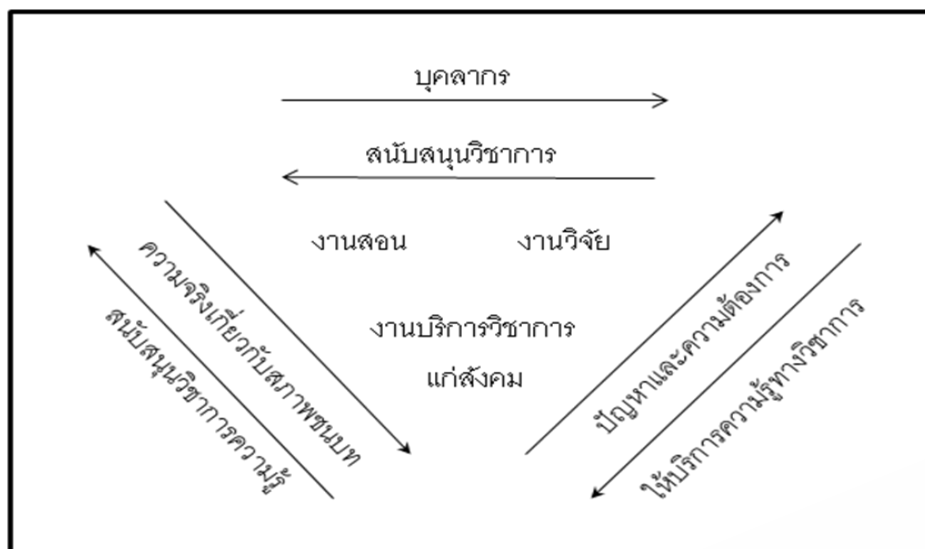 บุคลากร
สนับสนุนวิชาการ
งานสอน
งานวิจัย
งานบริการวิชาการ
แก่สังคม
ความจริงเกี่ยวกับสภาพชนบท
สนับสนุนวิชาการความรู้
ปัญหาและความต้องการ
ให้บริการความรู้ทางวิชาการ